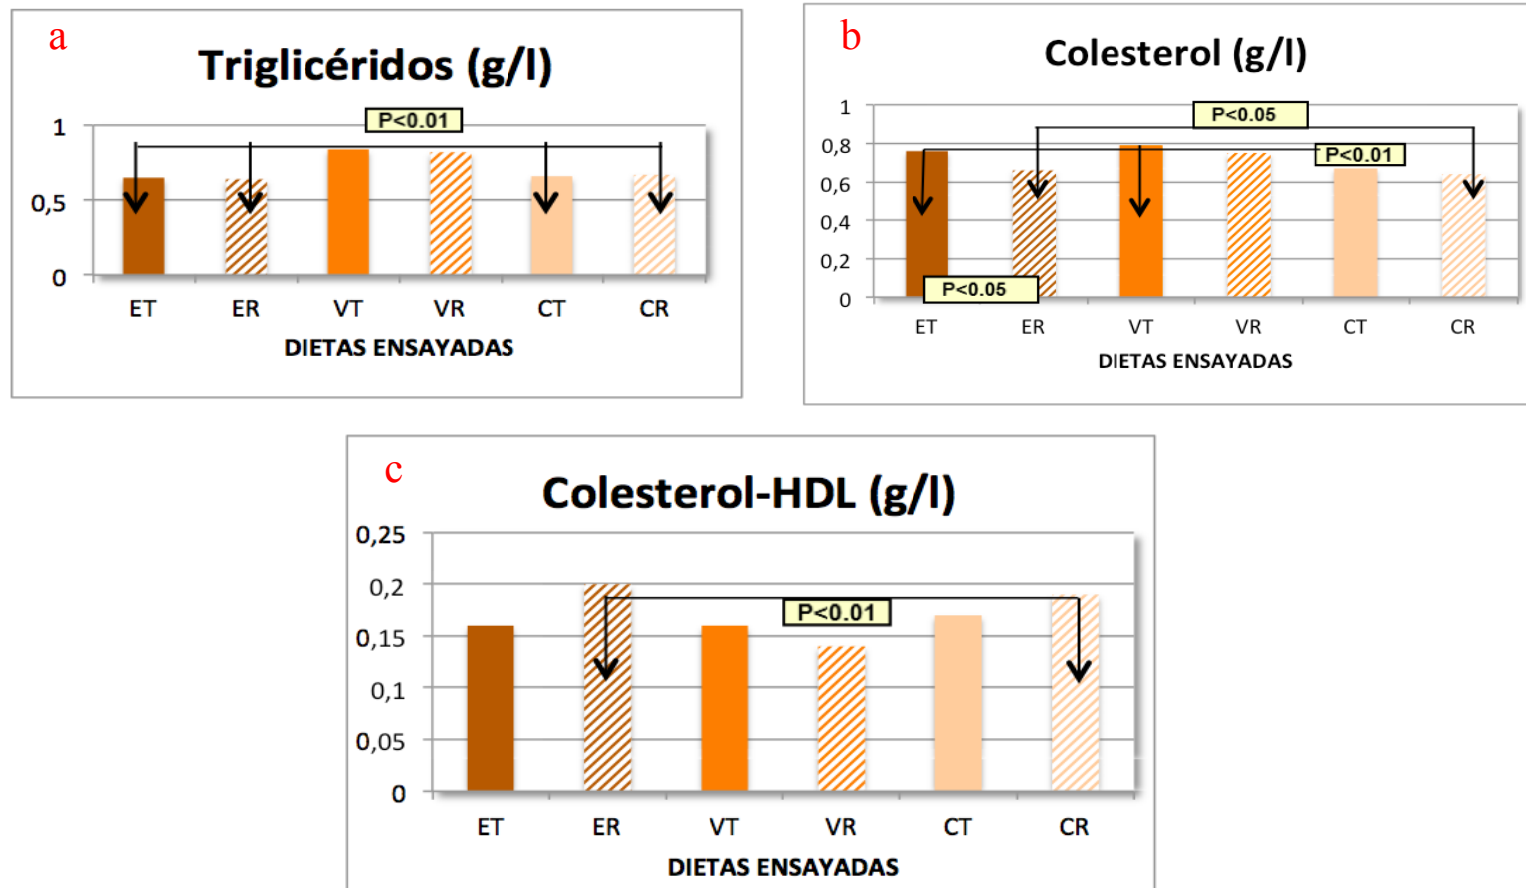 a
Triglicéridos (g/l)
P<0.01
1
0,5
0
ET ER VT VR CT CR
DIETAS ENSAYADAS
b
Colesterol (g/l)
1
P<0.05
0,8
P<0.01
0,6
0,4
0,2
P<0.05
0
ET ER VT VR CT CR
DIETAS ENSAYADAS
c
Colesterol-HDL (g/l)
0,25
0,2
P<0.01
0,15
0,1
0,05
0
ET ER VT VR CT CR
DIETAS ENSAYADAS